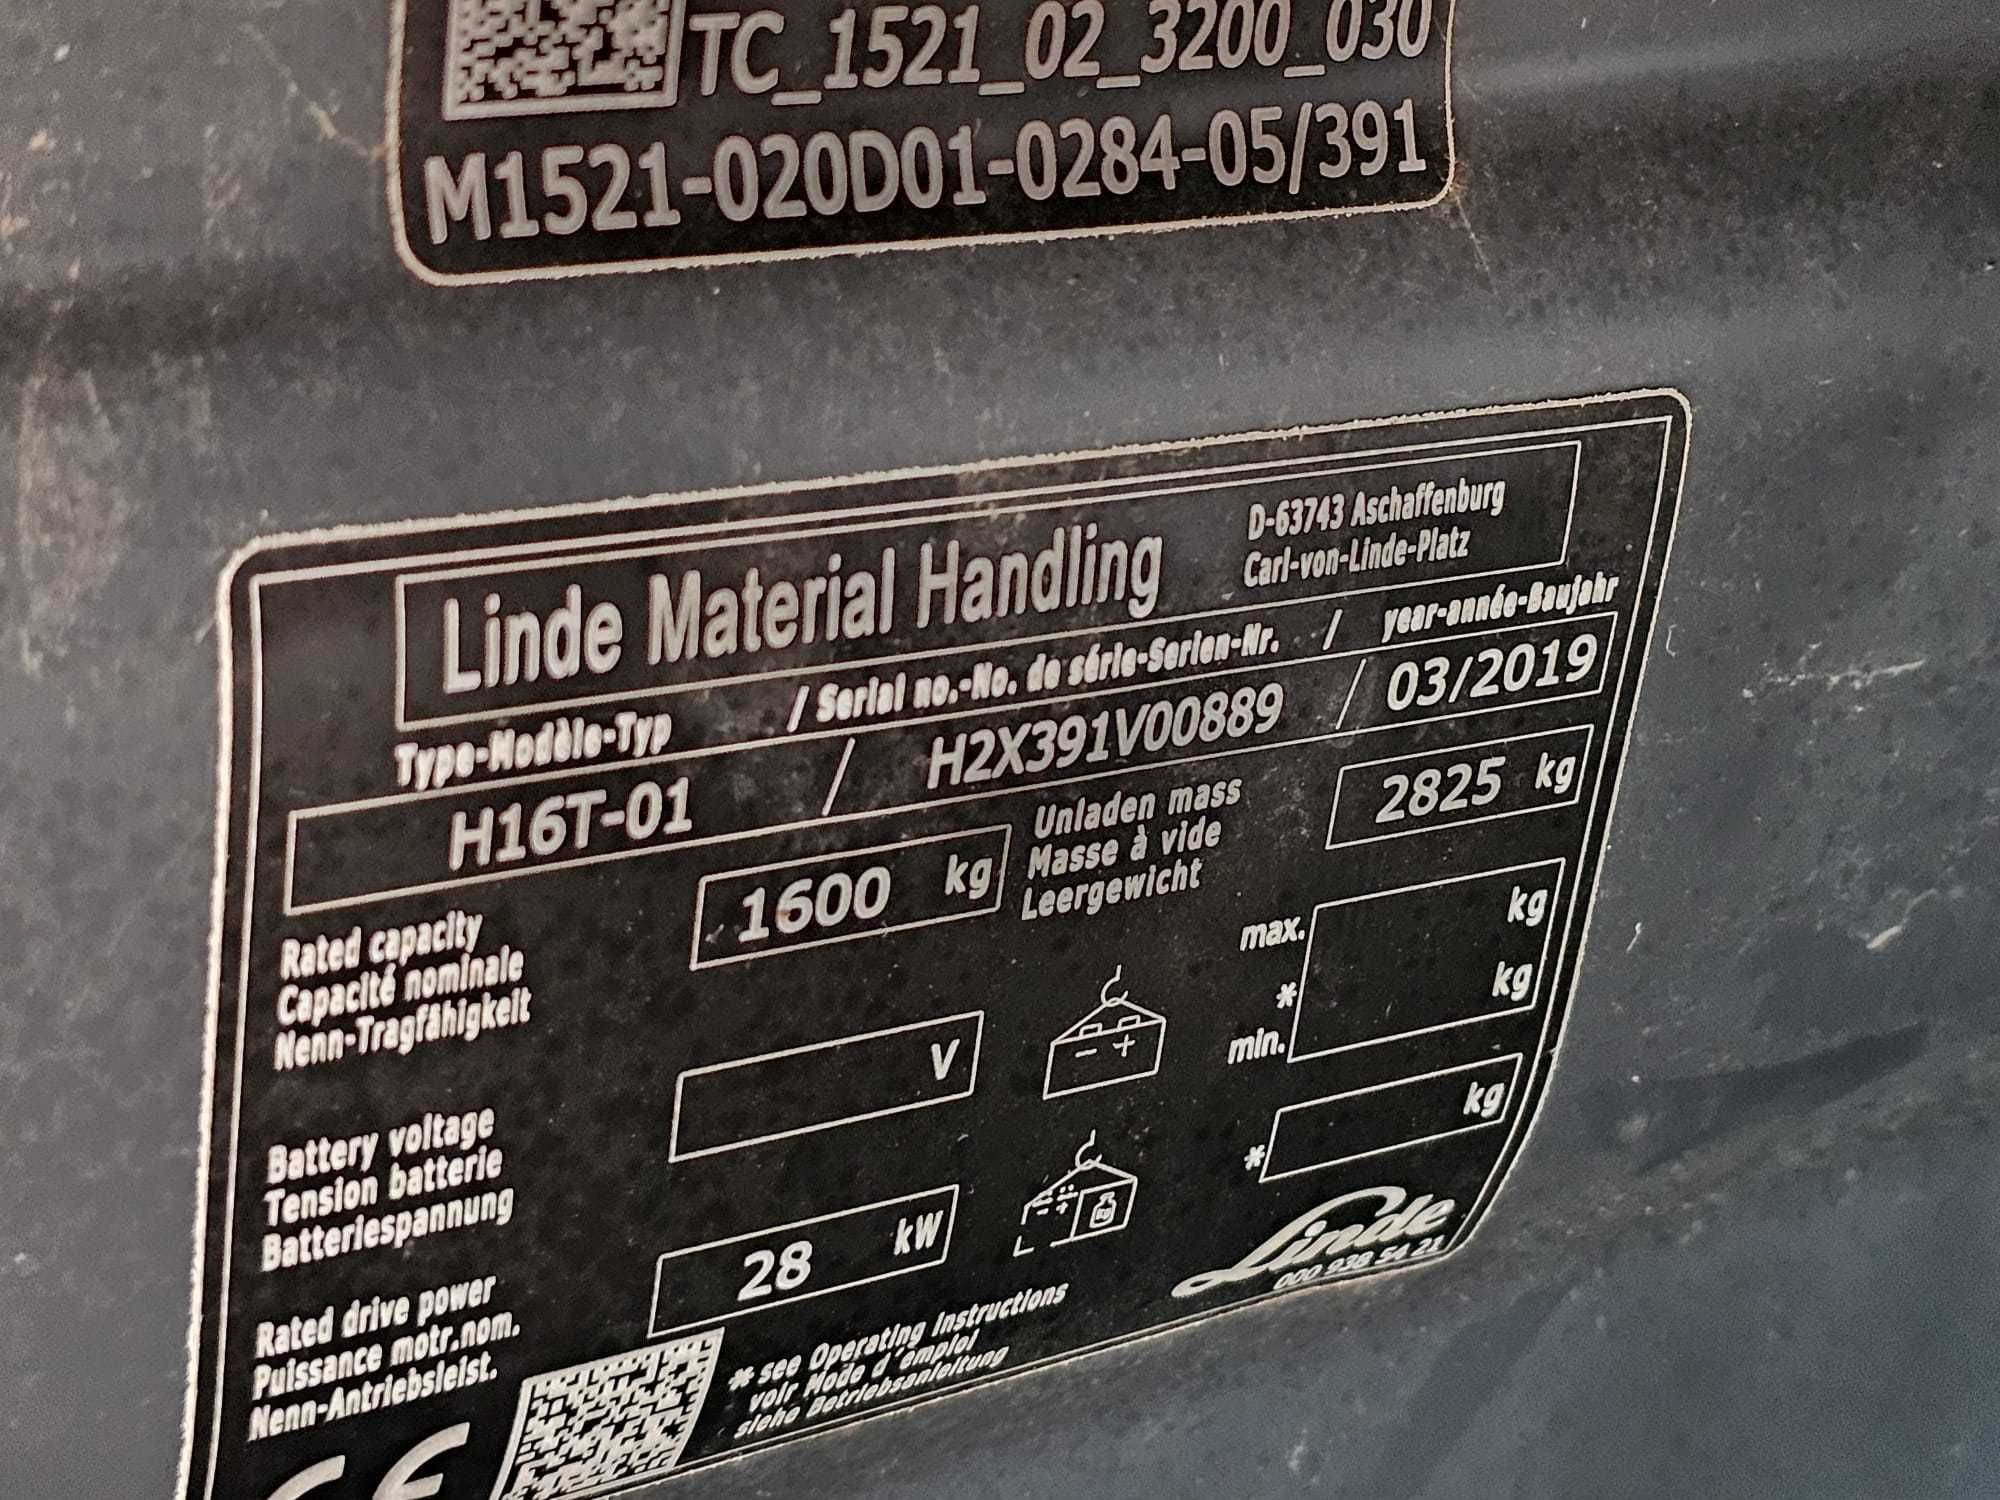 TC_1521_02_3200_030
M1521-020D01-0284-05/391
Linde Material Handling
D-63743 Aschaffenburg
Carl-von-Linde-Platz
Type-Modèle-Typ / Serial no.-No. de série-Serien-Nr. / year-année-Baujahr
H16T-01 / H2X391V00889 / 03/2019
Rated capacity
Capacité nominale
Nenn-Tragfähigkeit
1600 kg
Unladen mass
Masse à vide
Leergewicht
2825 kg
Battery voltage
Tension batterie
Batteriespannung
V
- +
max. kg
*
min. kg
Rated drive power
Puissance motr.nom.
Nenn-Antriebsleist.
28 kW
kg
* kg
CE
* see Operating instructions
voir Mode d'emploi
siehe Betriebsanleitung
Linde
000 938 54 21